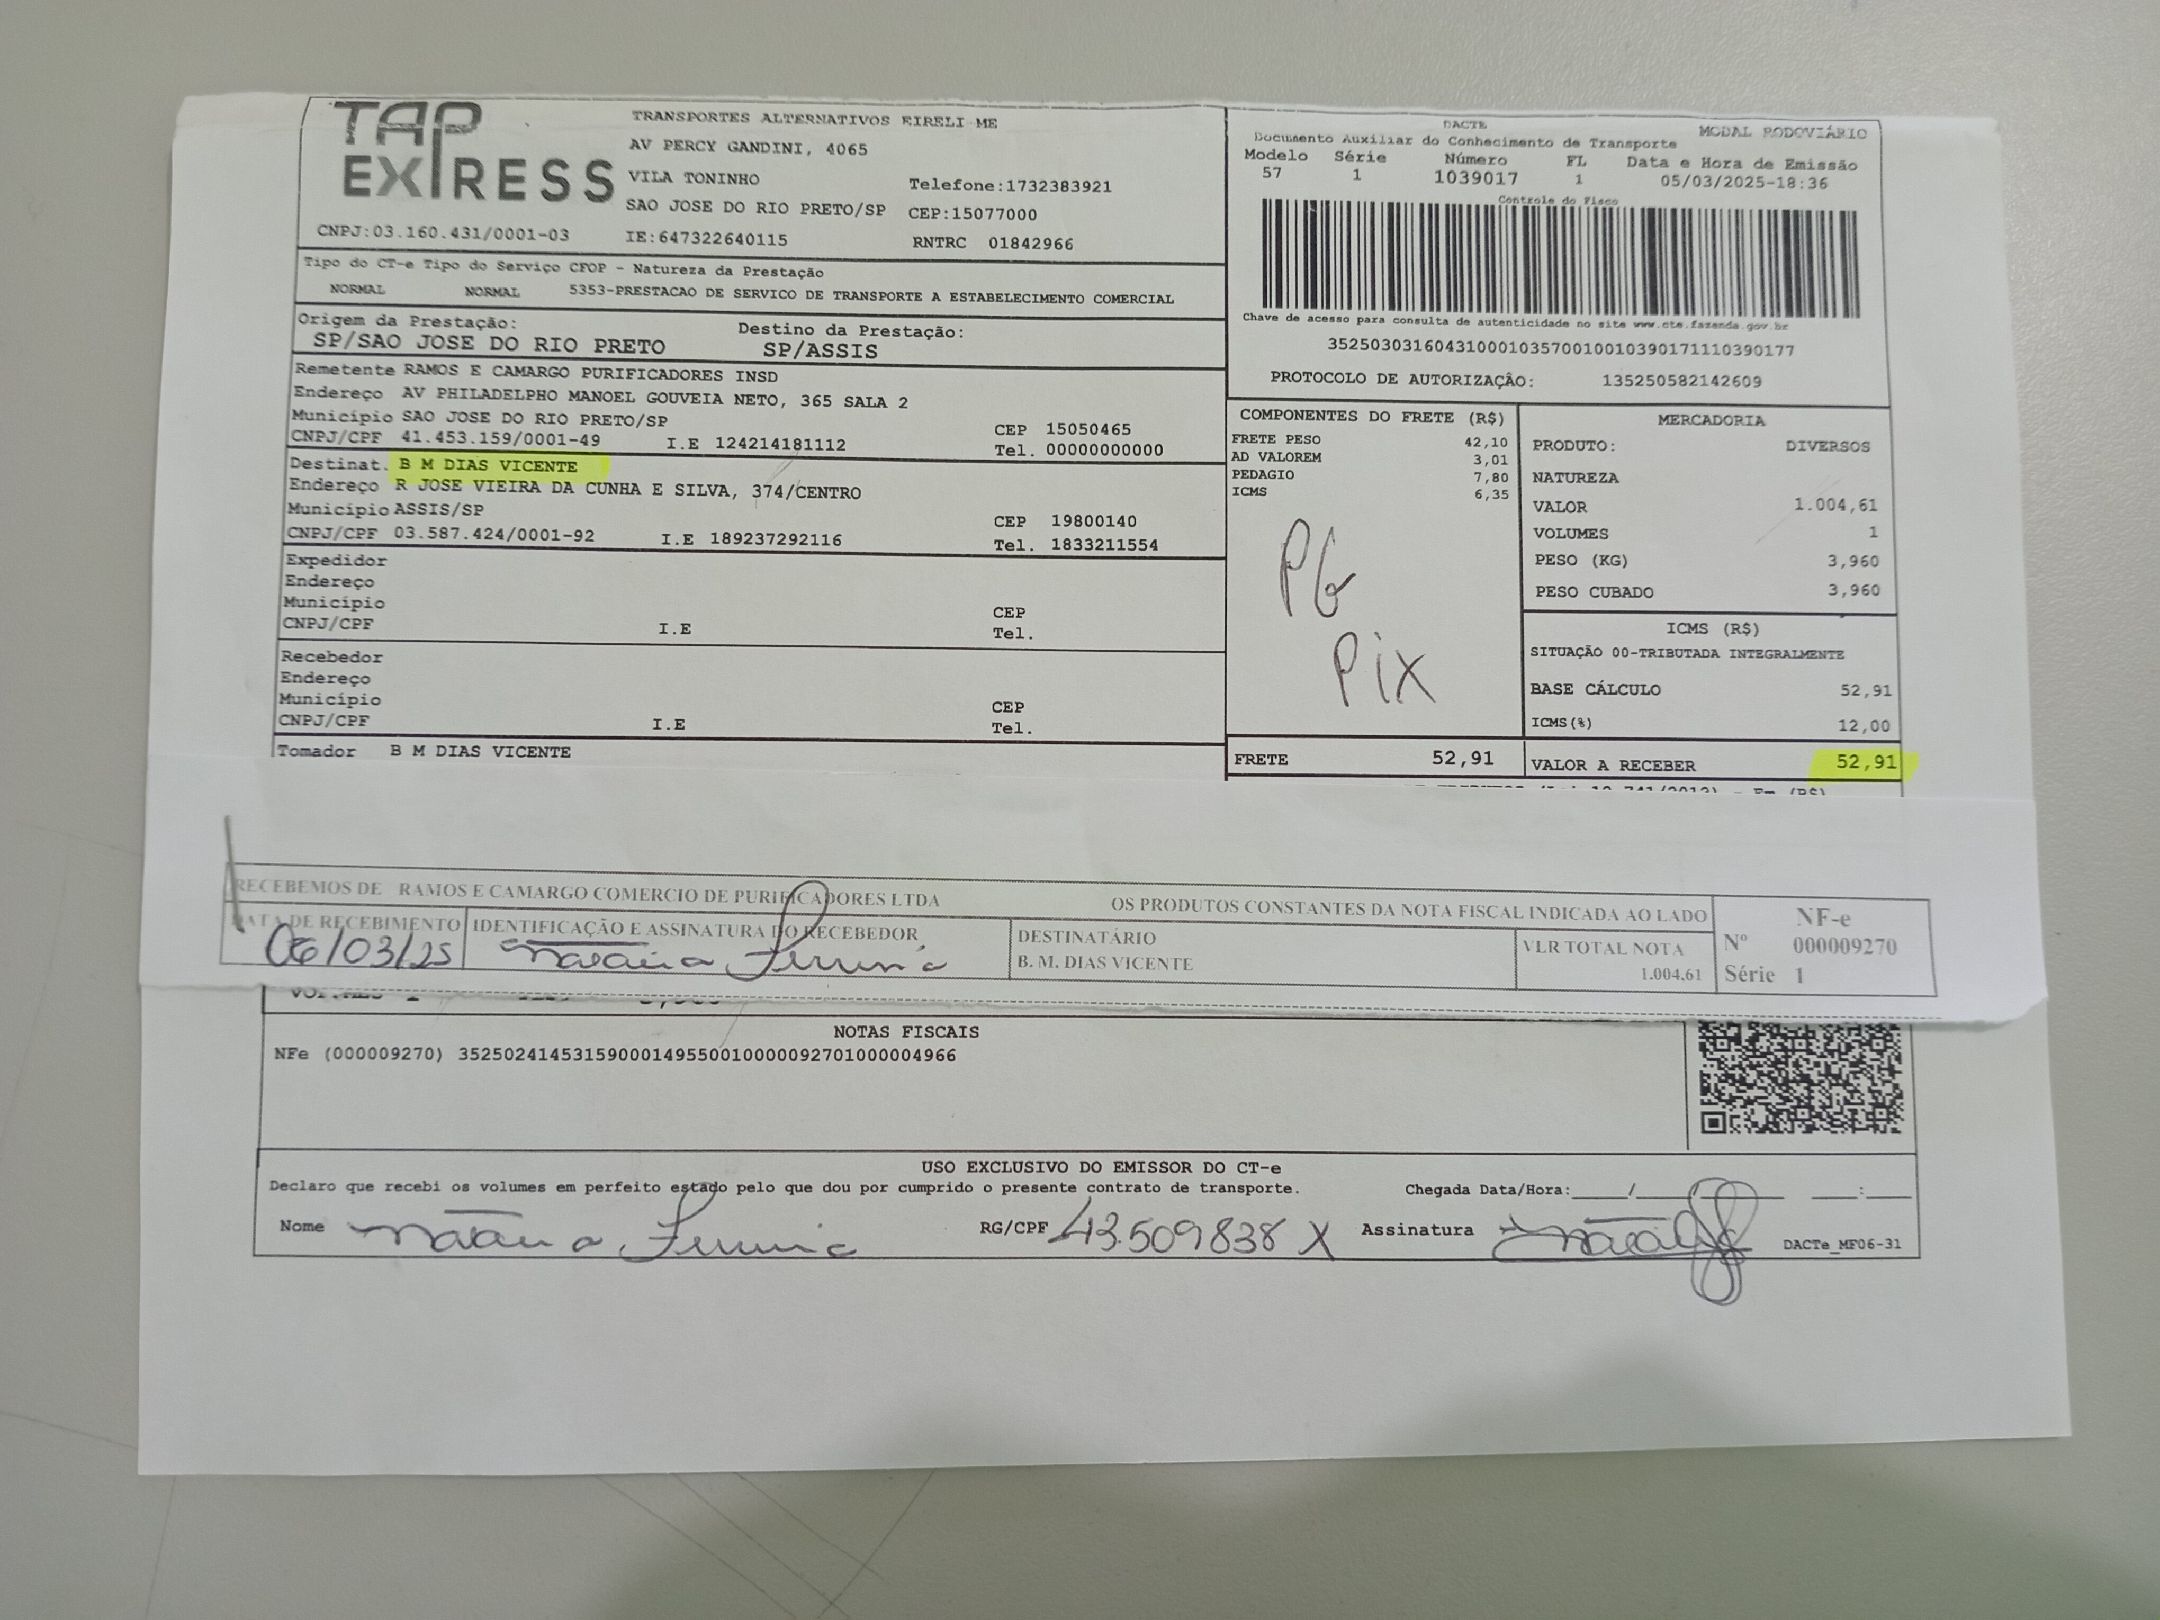 TAP EXPRESS
TRANSPORTES ALTERNATIVOS EIRELI-ME
AV PERCY GANDINI, 4065
VILA TONINHO Telefone:1732383921
SAO JOSE DO RIO PRETO/SP CEP:15077000
CNPJ:03.160.431/0001-03 IE:647322640115 RNTRC 01842966
DACTE MODAL RODOVIÁRIO
Documento Auxiliar do Conhecimento de Transporte
Modelo Série Número FL Data e Hora de Emissão
57 1 1039017 1 05/03/2025-18:36
Controle do Fisco
Chave de acesso para consulta de autenticidade no site www.cte.fazenda.gov.br
35250303160431000103570010010390171110390177
PROTOCOLO DE AUTORIZAÇÃO: 135250582142609
Tipo do CT-e Tipo do Serviço CFOP - Natureza da Prestação
NORMAL NORMAL 5353-PRESTACAO DE SERVICO DE TRANSPORTE A ESTABELECIMENTO COMERCIAL
Origem da Prestação: Destino da Prestação:
SP/SAO JOSE DO RIO PRETO SP/ASSIS
Remetente RAMOS E CAMARGO PURIFICADORES INSD
Endereço AV PHILADELPHO MANOEL GOUVEIA NETO, 365 SALA 2
Município SAO JOSE DO RIO PRETO/SP CEP 15050465
CNPJ/CPF 41.453.159/0001-49 I.E 124214181112 Tel. 00000000000
Destinat. B M DIAS VICENTE
Endereço R JOSE VIEIRA DA CUNHA E SILVA, 374/CENTRO
Município ASSIS/SP CEP 19800140
CNPJ/CPF 03.587.424/0001-92 I.E 189237292116 Tel. 1833211554
Expedidor
Endereço
Município CEP
CNPJ/CPF I.E Tel.
Recebedor
Endereço
Município CEP
CNPJ/CPF I.E Tel.
Tomador B M DIAS VICENTE
COMPONENTES DO FRETE (R$)
FRETE PESO 42,10
AD VALOREM 3,01
PEDAGIO 7,80
ICMS 6,35
PG
PIX
FRETE 52,91
MERCADORIA
PRODUTO: DIVERSOS
NATUREZA
VALOR 1.004,61
VOLUMES 1
PESO (KG) 3,960
PESO CUBADO 3,960
ICMS (R$)
SITUAÇÃO 00-TRIBUTADA INTEGRALMENTE
BASE CÁLCULO 52,91
ICMS(%) 12,00
VALOR A RECEBER 52,91
RECEBEMOS DE RAMOS E CAMARGO COMERCIO DE PURIFICADORES LTDA OS PRODUTOS CONSTANTES DA NOTA FISCAL INDICADA AO LADO
DATA DE RECEBIMENTO IDENTIFICAÇÃO E ASSINATURA DO RECEBEDOR
06/03/25
DESTINATÁRIO
B. M. DIAS VICENTE
VLR TOTAL NOTA
1.004,61
NF-e
Nº 000009270
Série 1
NOTAS FISCAIS
NFe (000009270) 35250241453159000149550010000092701000004966
USO EXCLUSIVO DO EMISSOR DO CT-e
Declaro que recebi os volumes em perfeito estado pelo que dou por cumprido o presente contrato de transporte. Chegada Data/Hora:____/____/____ ___:___
Nome RG/CPF 43.509838 X Assinatura
DACTe_MF06-31